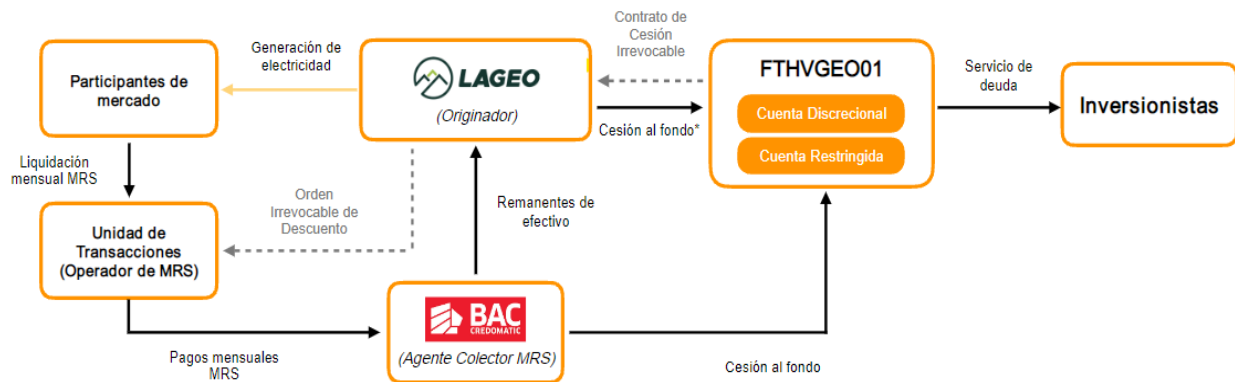 Generación de
electricidad
Contrato de
Cesión
Irrevocable
Participantes de
mercado
LAGEO
(Originador)
FTHVGEO01
Cuenta Discrecional
Cuenta Restringida
Servicio de
deuda
Inversionistas
Cesión al fondo*
Liquidación
mensual MRS
Orden
Irrevocable de
Descuento
Remanentes de
efectivo
Unidad de
Transacciones
(Operador de MRS)
BAC
CREDOMATIC
(Agente Colector MRS)
Pagos mensuales
MRS
Cesión al fondo